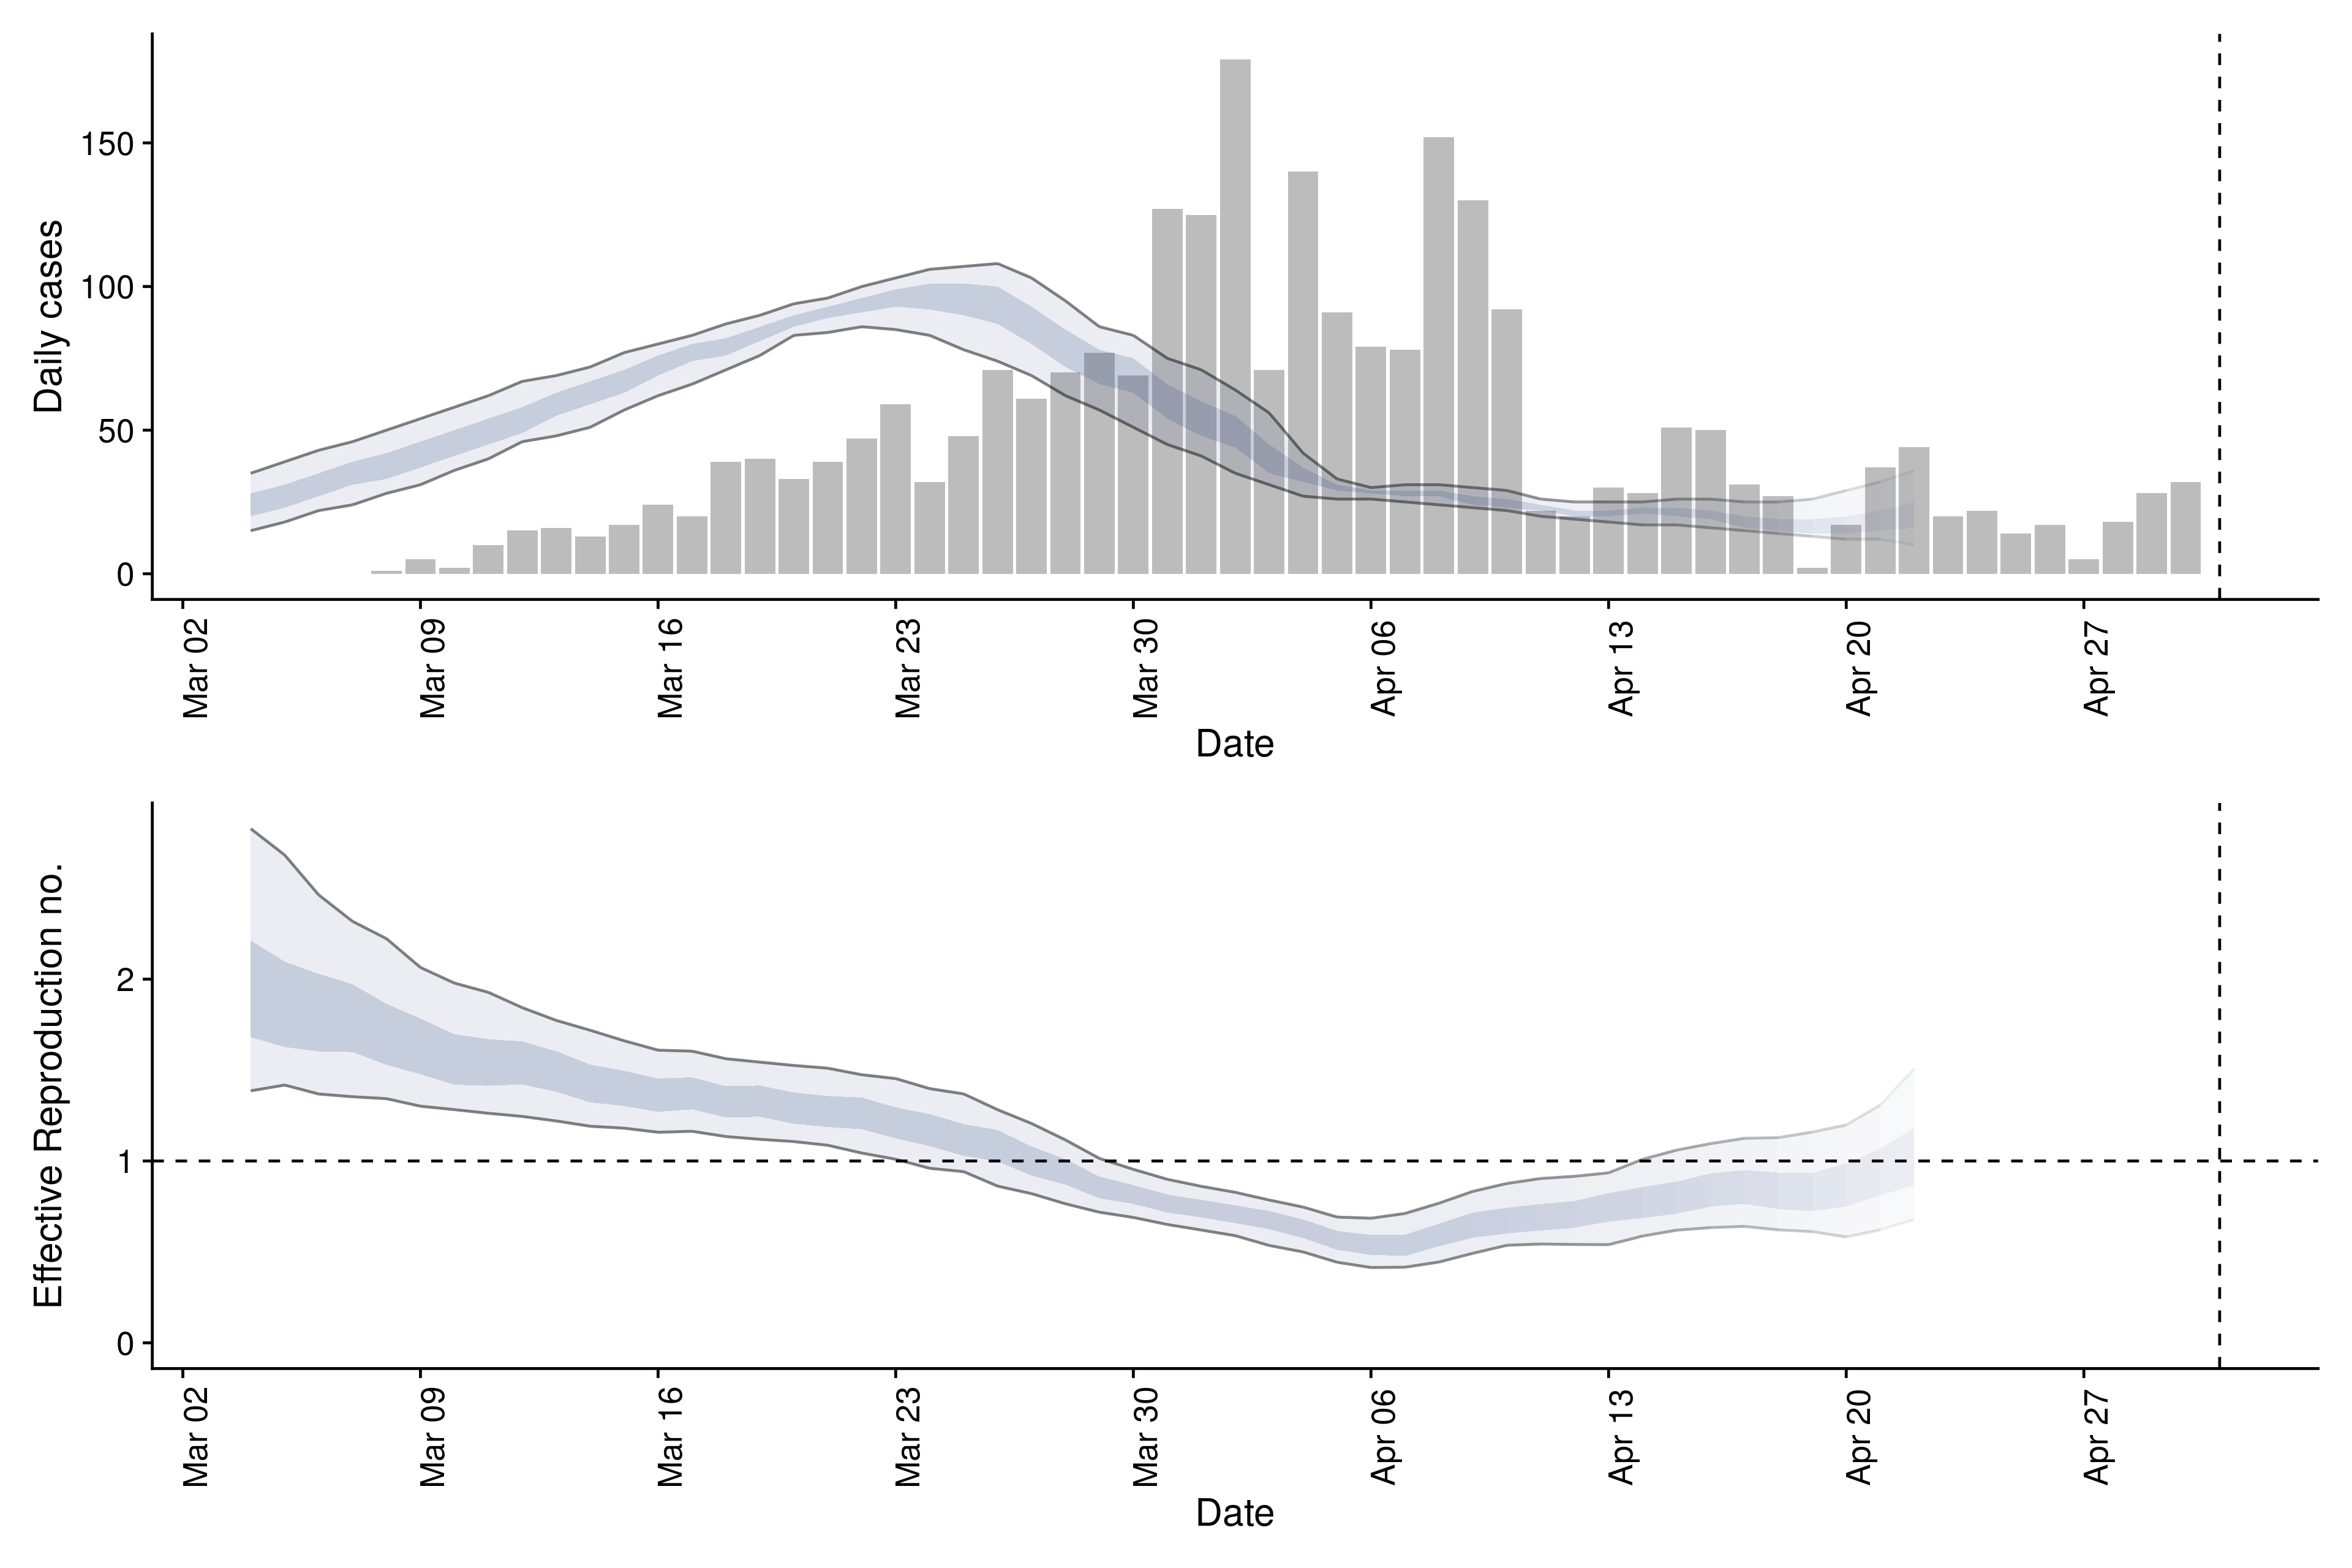 Daily cases
150
100
50
0
Mar 02
Mar 09
Mar 16
Mar 23
Mar 30
Apr 06
Apr 13
Apr 20
Apr 27
Date
Effective Reproduction no.
2
1
0
Mar 02
Mar 09
Mar 16
Mar 23
Mar 30
Apr 06
Apr 13
Apr 20
Apr 27
Date